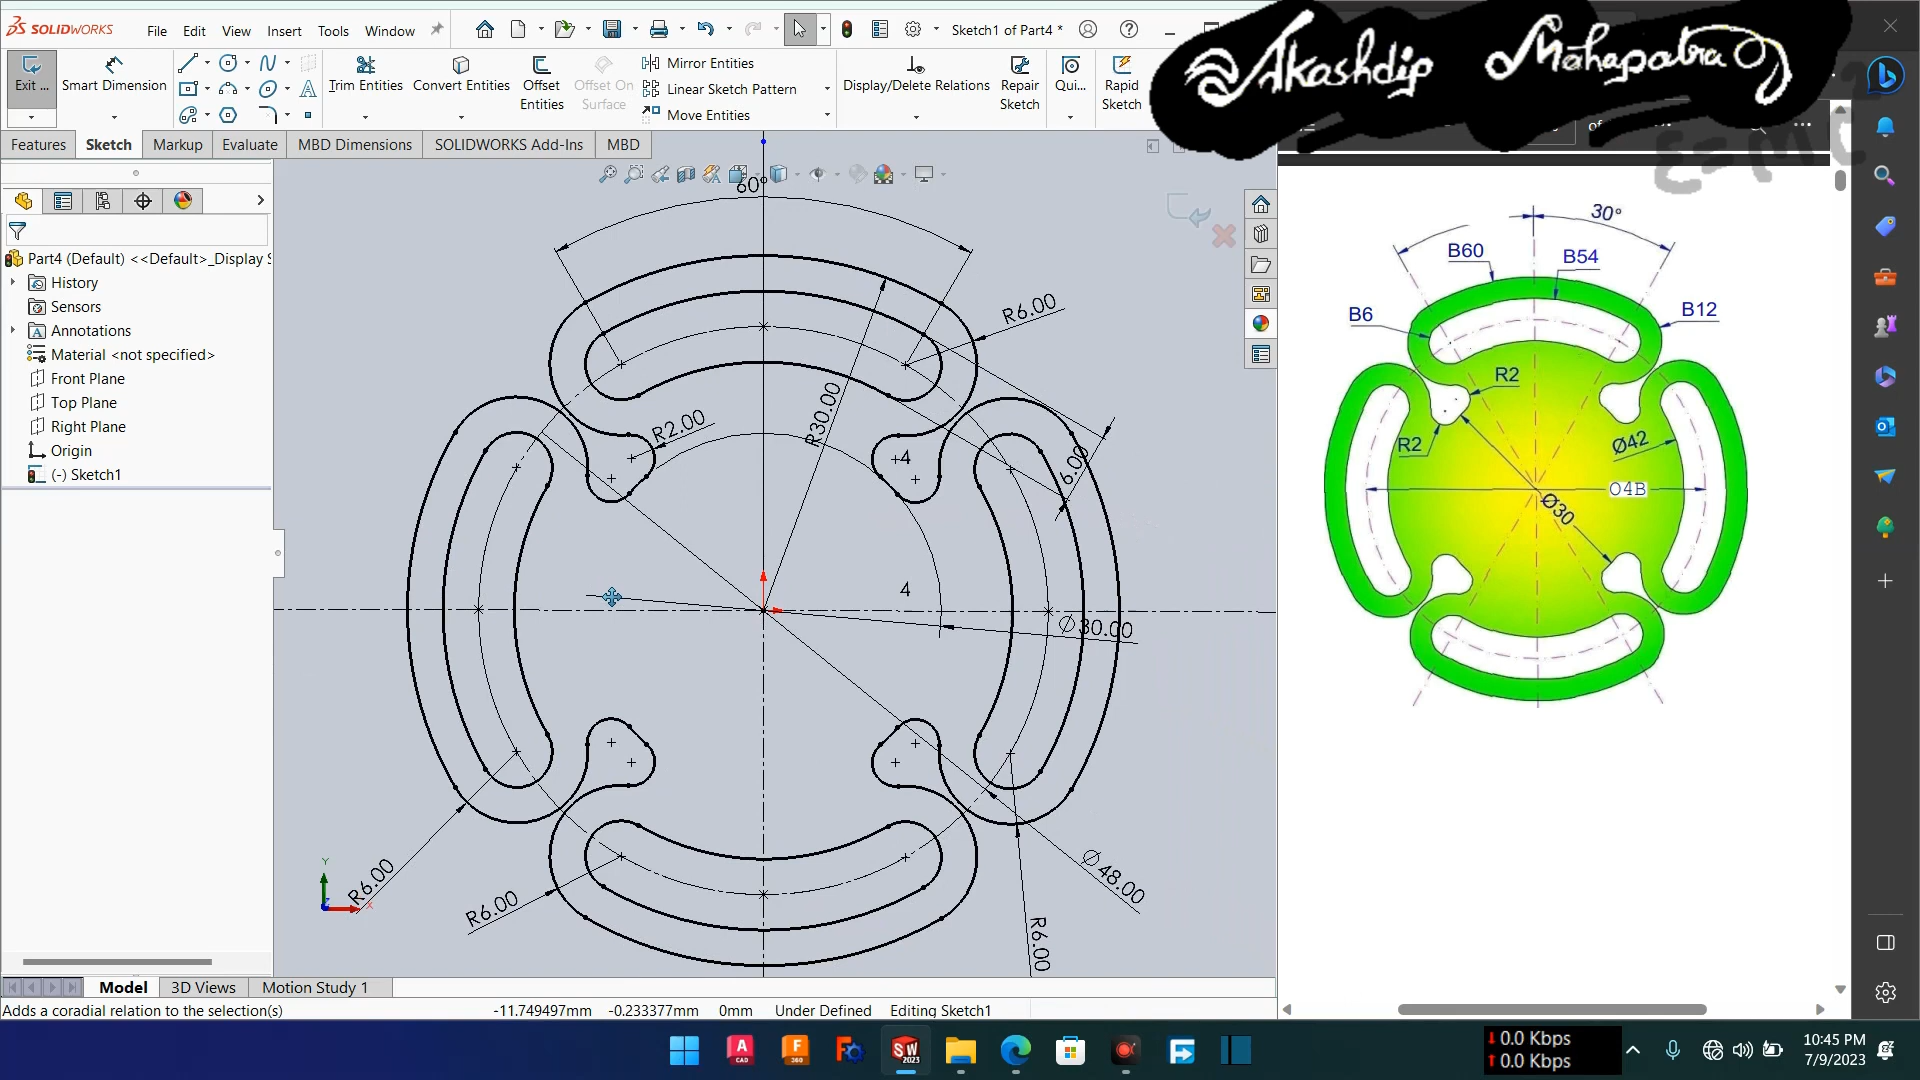 SOLIDWORKS
File Edit View Insert Tools Window
Sketch1 of Part4 *
Akashdip Mahapatra
E=MC
Exit ...
Smart Dimension
Trim Entities
Convert Entities
Offset Entities
Offset On Surface
Mirror Entities
Linear Sketch Pattern
Move Entities
Display/Delete Relations
Repair Sketch
Qui...
Rapid Sketch
of
Features Sketch Markup Evaluate MBD Dimensions SOLIDWORKS Add-Ins MBD
Part4 (Default) <<Default>_Display S
History
Sensors
Annotations
Material <not specified>
Front Plane
Top Plane
Right Plane
Origin
(-) Sketch1
60°
R6.00
R30.00
R2.00
4
6.00
4
Ø30.00
R6.00
R6.00
Ø48.00
R6.00
Y
X
30°
B60
B54
B6
B12
R2
R2
Ø42
O4B
Ø30
Model 3D Views Motion Study 1
Adds a coradial relation to the selection(s)
-11.749497mm -0.233377mm 0mm Under Defined Editing Sketch1
0.0 Kbps
0.0 Kbps
10:45 PM
7/9/2023